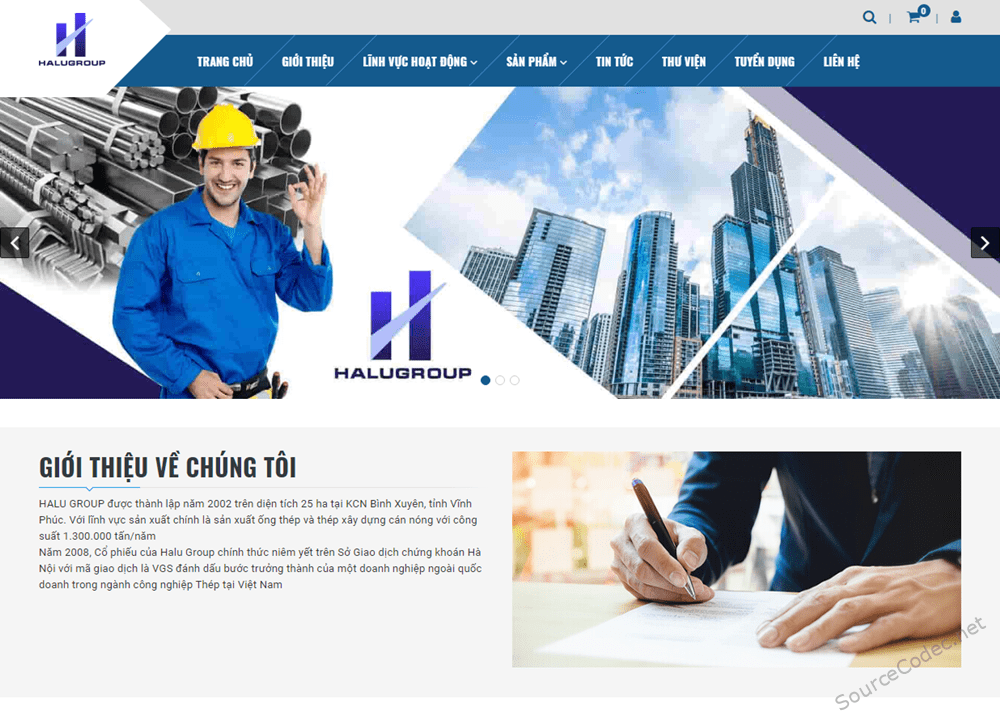 HALUGROUP
0
TRANG CHỦ GIỚI THIỆU LĨNH VỰC HOẠT ĐỘNG SẢN PHẨM TIN TỨC THƯ VIỆN TUYỂN DỤNG LIÊN HỆ
HALUGROUP
GIỚI THIỆU VỀ CHÚNG TÔI
HALU GROUP được thành lập năm 2002 trên diện tích 25 ha tại KCN Bình Xuyên, tỉnh Vĩnh
Phúc. Với lĩnh vực sản xuất chính là sản xuất ống thép và thép xây dựng cán nóng với công
suất 1.300.000 tấn/năm
Năm 2008, Cổ phiếu của Halu Group chính thức niêm yết trên Sở Giao dịch chứng khoán Hà
Nội với mã giao dịch là VGS đánh dấu bước trưởng thành của một doanh nghiệp ngoài quốc
doanh trong ngành công nghiệp Thép tại Việt Nam
SourceCodec.net